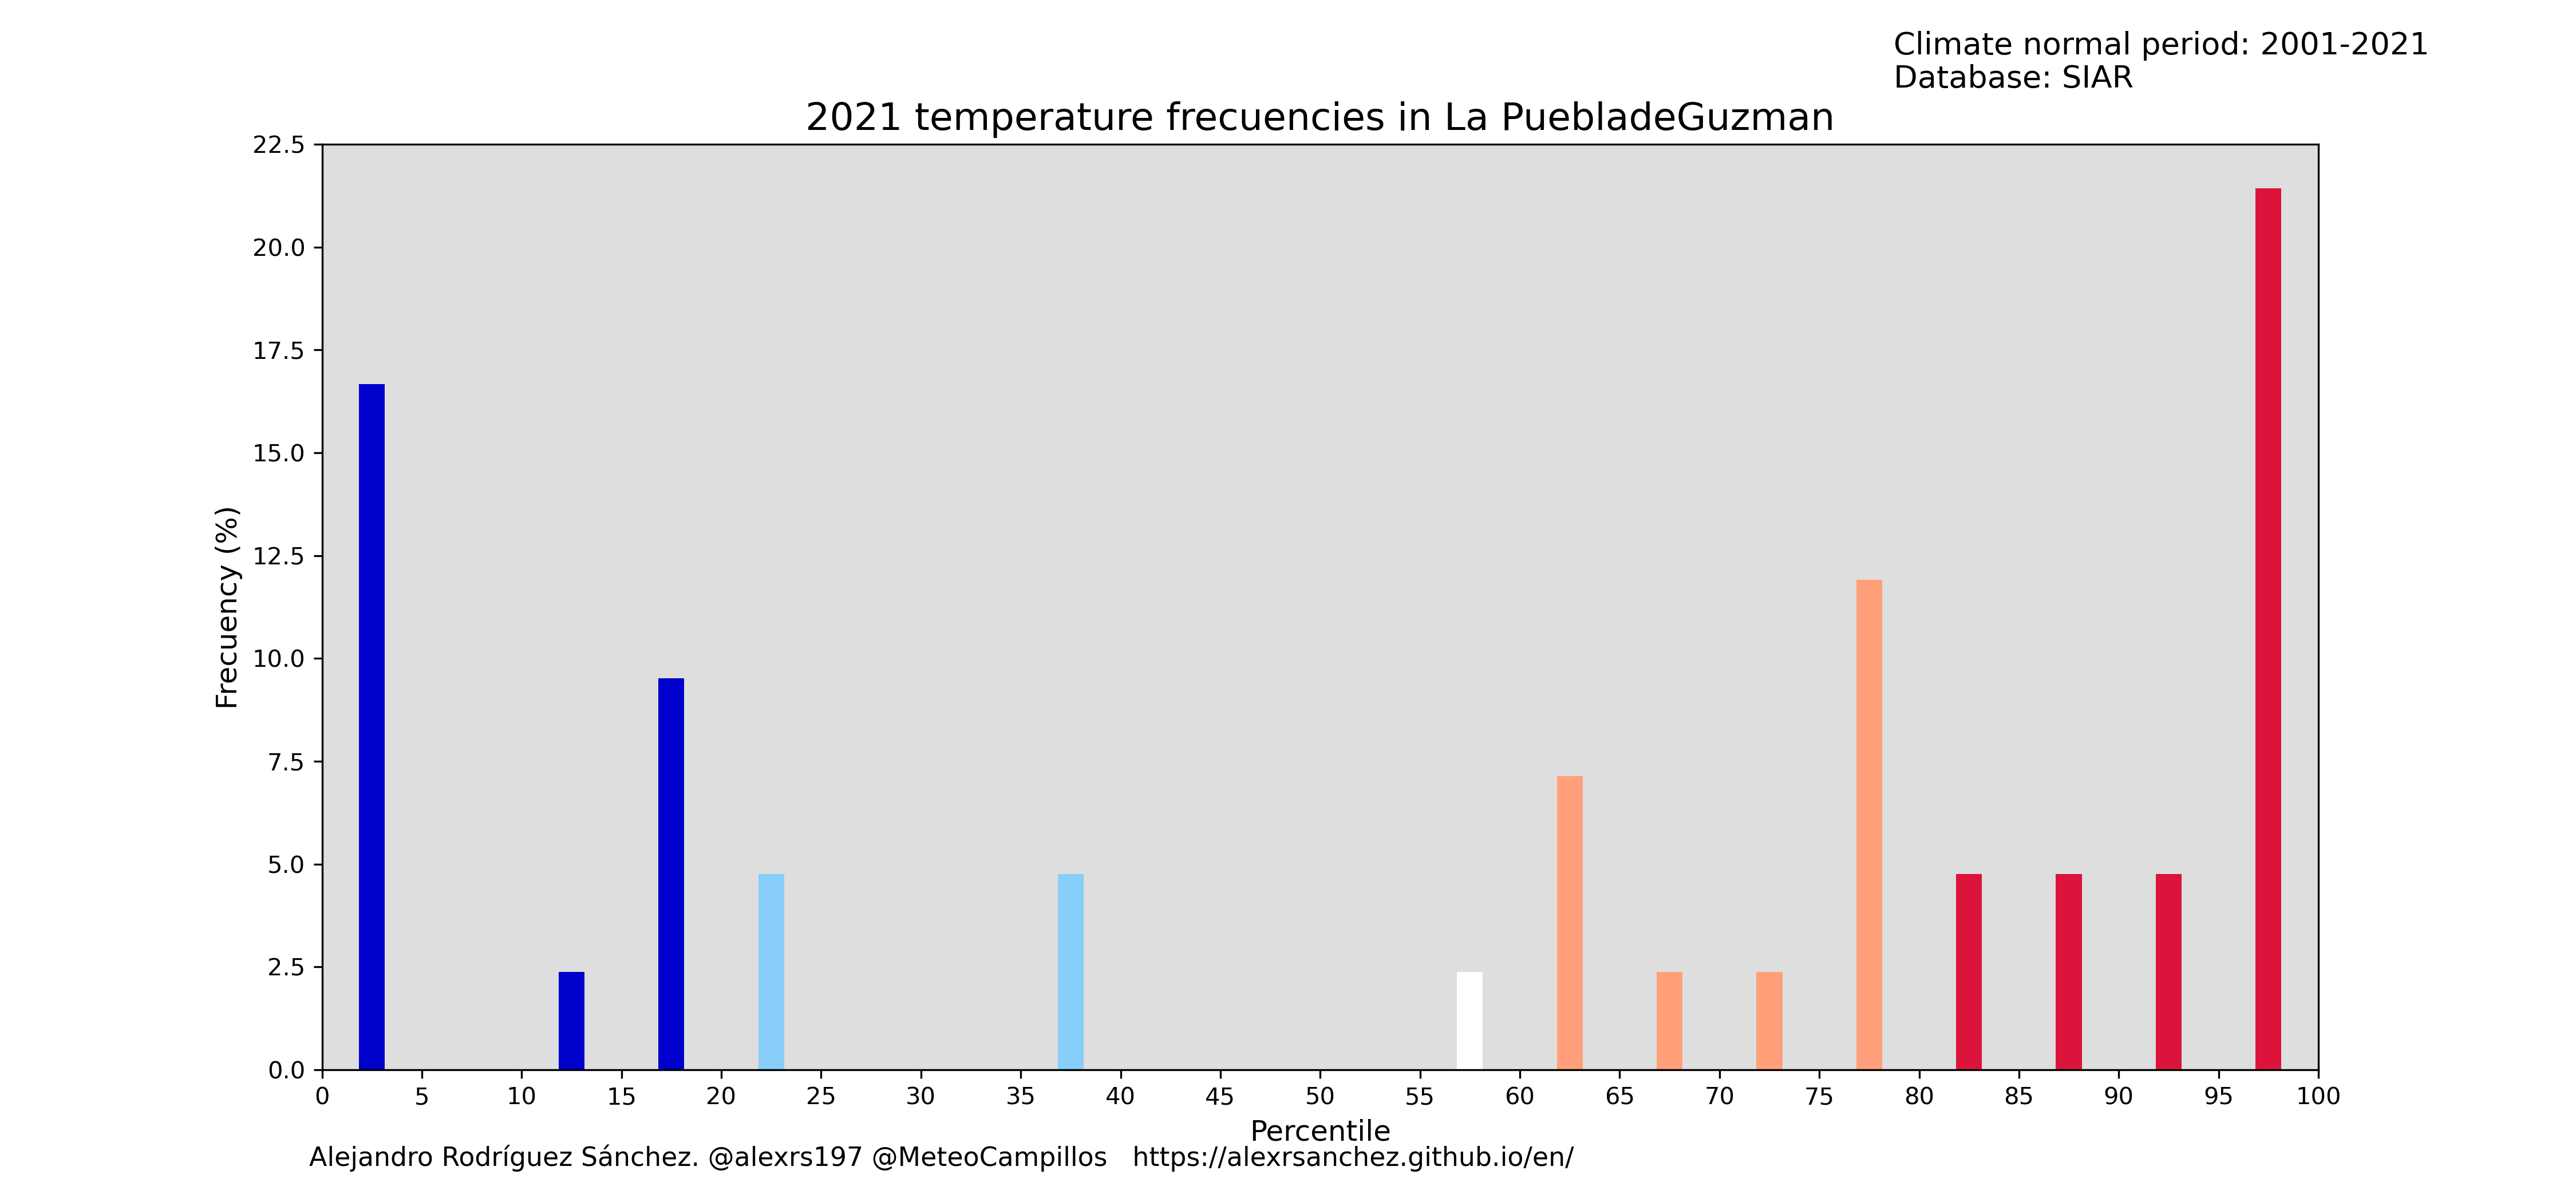 Climate normal period: 2001-2021
Database: SIAR
2021 temperature frecuencies in La PuebladeGuzman
22.5
20.0
17.5
15.0
12.5
10.0
7.5
5.0
2.5
0.0
Frecuency (%)
0 5 10 15 20 25 30 35 40 45 50 55 60 65 70 75 80 85 90 95 100
Percentile
Alejandro Rodríguez Sánchez. @alexrs197 @MeteoCampillos https://alexrsanchez.github.io/en/